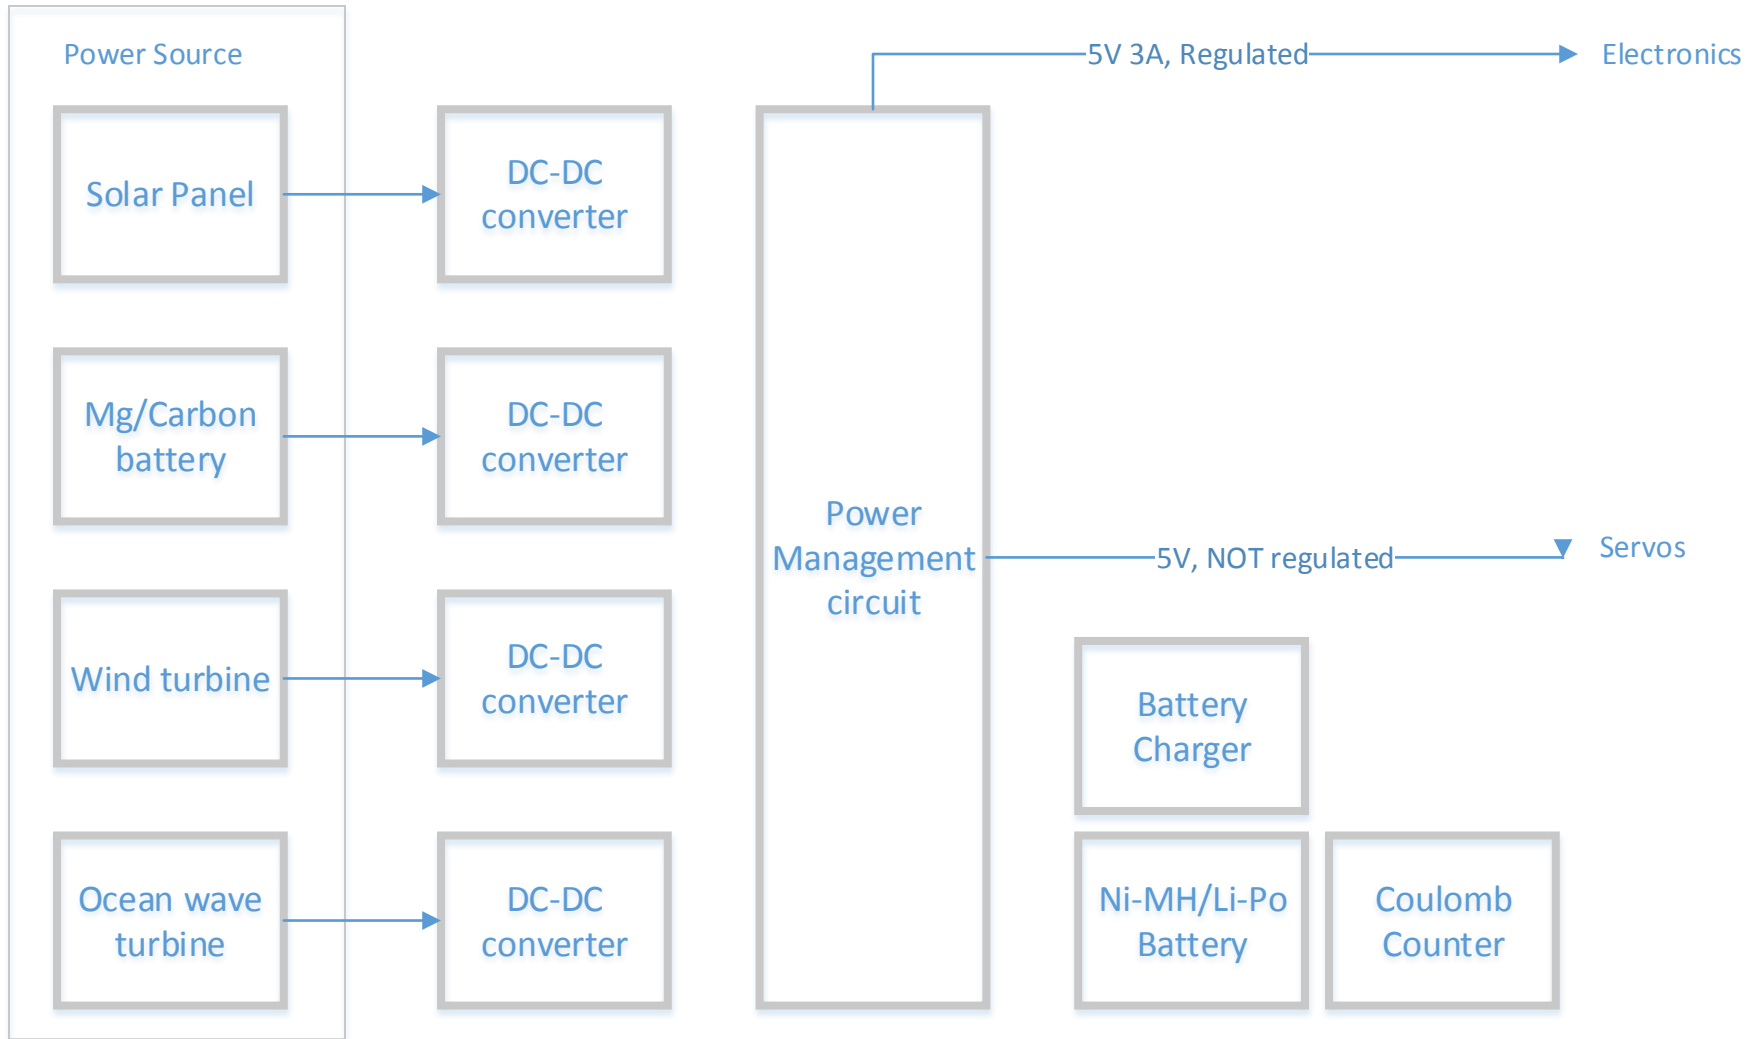 Power Source
5V 3A, Regulated
Electronics
Solar Panel
DC-DC
converter
Mg/Carbon
battery
DC-DC
converter
Power
Management
circuit
5V, NOT regulated
Servos
Wind turbine
DC-DC
converter
Battery
Charger
Ocean wave
turbine
DC-DC
converter
Ni-MH/Li-Po
Battery
Coulomb
Counter